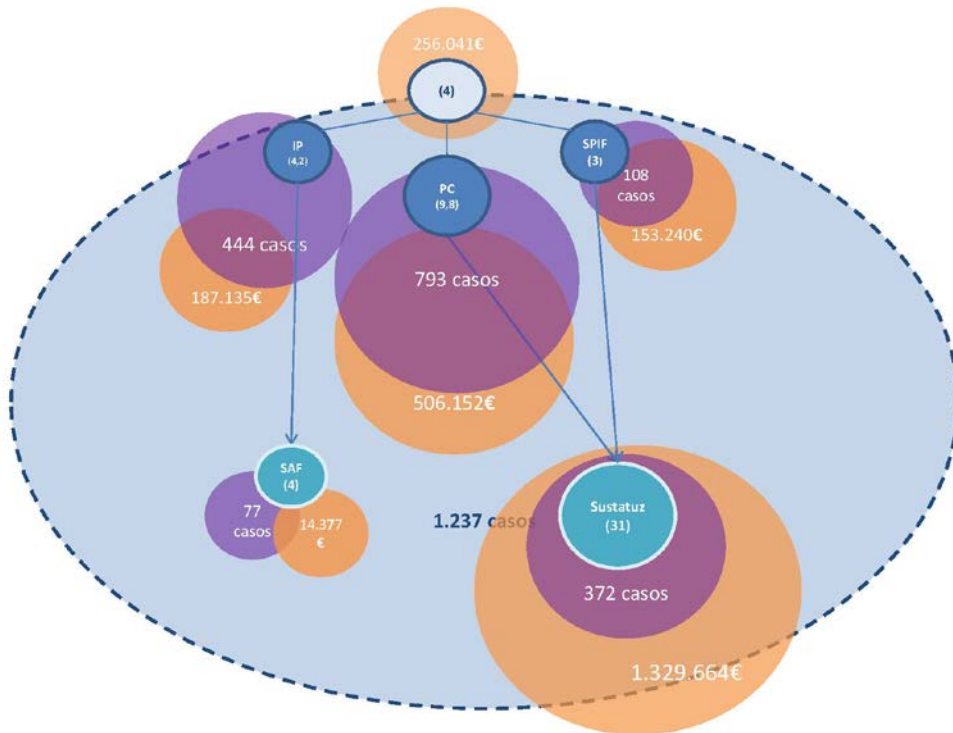 256.041€
(4)
IP
(4,2)
SPIF
(3)
PC
(9,8)
108
casos
444 casos
153.240€
793 casos
187.135€
506.152€
SAF
(4)
77
casos
14.377
€
1.237 casos
Sustatuz
(31)
372 casos
1.329.664€